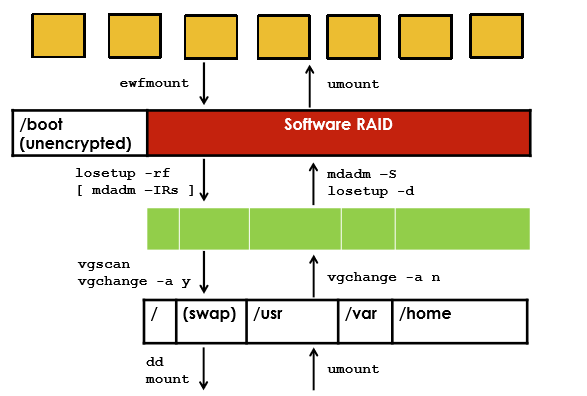 ewfmount
umount
/boot
(unencrypted)
Software RAID
losetup -rf
[ mdadm –IRs ]
mdadm –S
losetup -d
vgscan
vgchange -a y
vgchange -a n
/
(swap)
/usr
/var
/home
dd
mount
umount